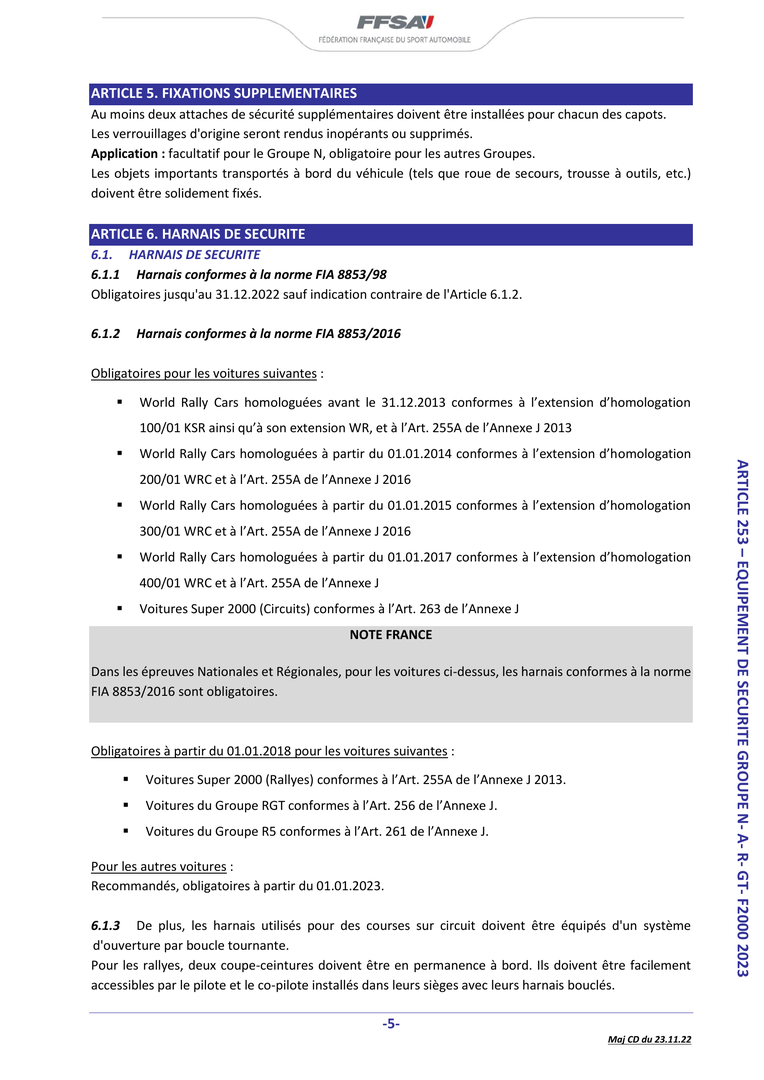 FFSA
FÉDÉRATION FRANÇAISE DU SPORT AUTOMOBILE
ARTICLE 5. FIXATIONS SUPPLEMENTAIRES
Au moins deux attaches de sécurité supplémentaires doivent être installées pour chacun des capots.
Les verrouillages d'origine seront rendus inopérants ou supprimés.
Application : facultatif pour le Groupe N, obligatoire pour les autres Groupes.
Les objets importants transportés à bord du véhicule (tels que roue de secours, trousse à outils, etc.)
doivent être solidement fixés.
ARTICLE 6. HARNAIS DE SECURITE
6.1. HARNAIS DE SECURITE
6.1.1 Harnais conformes à la norme FIA 8853/98
Obligatoires jusqu'au 31.12.2022 sauf indication contraire de l'Article 6.1.2.
6.1.2 Harnais conformes à la norme FIA 8853/2016
Obligatoires pour les voitures suivantes :
▪ World Rally Cars homologuées avant le 31.12.2013 conformes à l’extension d’homologation
100/01 KSR ainsi qu’à son extension WR, et à l’Art. 255A de l’Annexe J 2013
▪ World Rally Cars homologuées à partir du 01.01.2014 conformes à l’extension d’homologation
200/01 WRC et à l’Art. 255A de l’Annexe J 2016
▪ World Rally Cars homologuées à partir du 01.01.2015 conformes à l’extension d’homologation
300/01 WRC et à l’Art. 255A de l’Annexe J 2016
▪ World Rally Cars homologuées à partir du 01.01.2017 conformes à l’extension d’homologation
400/01 WRC et à l’Art. 255A de l’Annexe J
▪ Voitures Super 2000 (Circuits) conformes à l’Art. 263 de l’Annexe J
NOTE FRANCE
Dans les épreuves Nationales et Régionales, pour les voitures ci-dessus, les harnais conformes à la norme
FIA 8853/2016 sont obligatoires.
Obligatoires à partir du 01.01.2018 pour les voitures suivantes :
▪ Voitures Super 2000 (Rallyes) conformes à l’Art. 255A de l’Annexe J 2013.
▪ Voitures du Groupe RGT conformes à l’Art. 256 de l’Annexe J.
▪ Voitures du Groupe R5 conformes à l’Art. 261 de l’Annexe J.
Pour les autres voitures :
Recommandés, obligatoires à partir du 01.01.2023.
6.1.3 De plus, les harnais utilisés pour des courses sur circuit doivent être équipés d'un système
d'ouverture par boucle tournante.
Pour les rallyes, deux coupe-ceintures doivent être en permanence à bord. Ils doivent être facilement
accessibles par le pilote et le co-pilote installés dans leurs sièges avec leurs harnais bouclés.
ARTICLE 253 – EQUIPEMENT DE SECURITE GROUPE N- A- R- GT- F2000 2023
-5-
Maj CD du 23.11.22